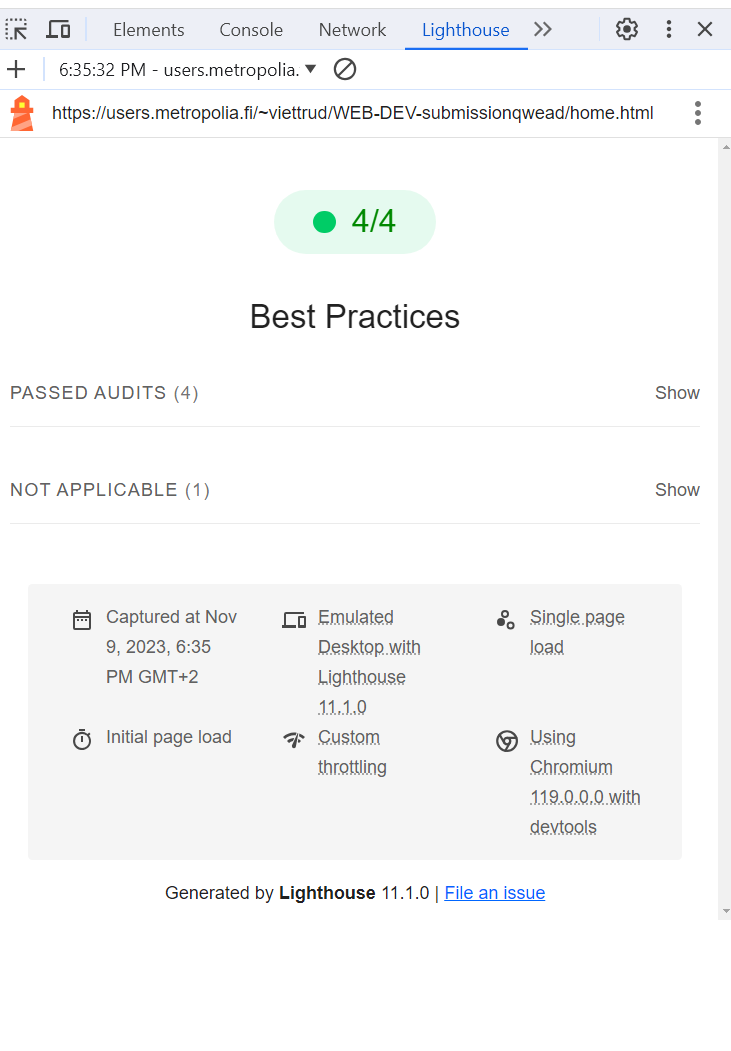 Elements Console Network Lighthouse
6:35:32 PM - users.metropolia.
https://users.metropolia.fi/~viettrud/WEB-DEV-submissionqwead/home.html
4/4
Best Practices
PASSED AUDITS (4) Show
NOT APPLICABLE (1) Show
Captured at Nov
9, 2023, 6:35
PM GMT+2
Emulated
Desktop with
Lighthouse
11.1.0
Single page
load
Initial page load
Custom
throttling
Using
Chromium
119.0.0.0 with
devtools
Generated by Lighthouse 11.1.0 | File an issue